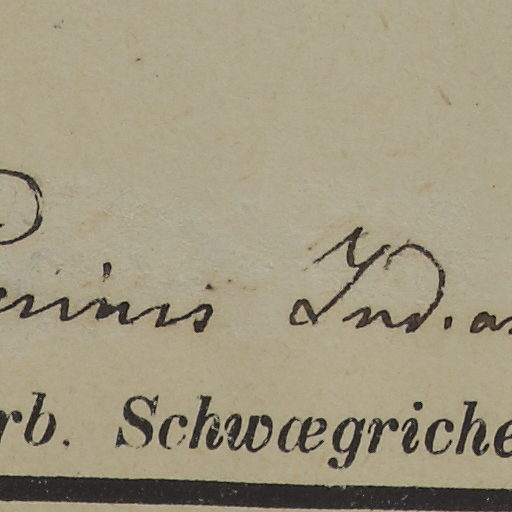 Ind. a
rb. Schwægriche